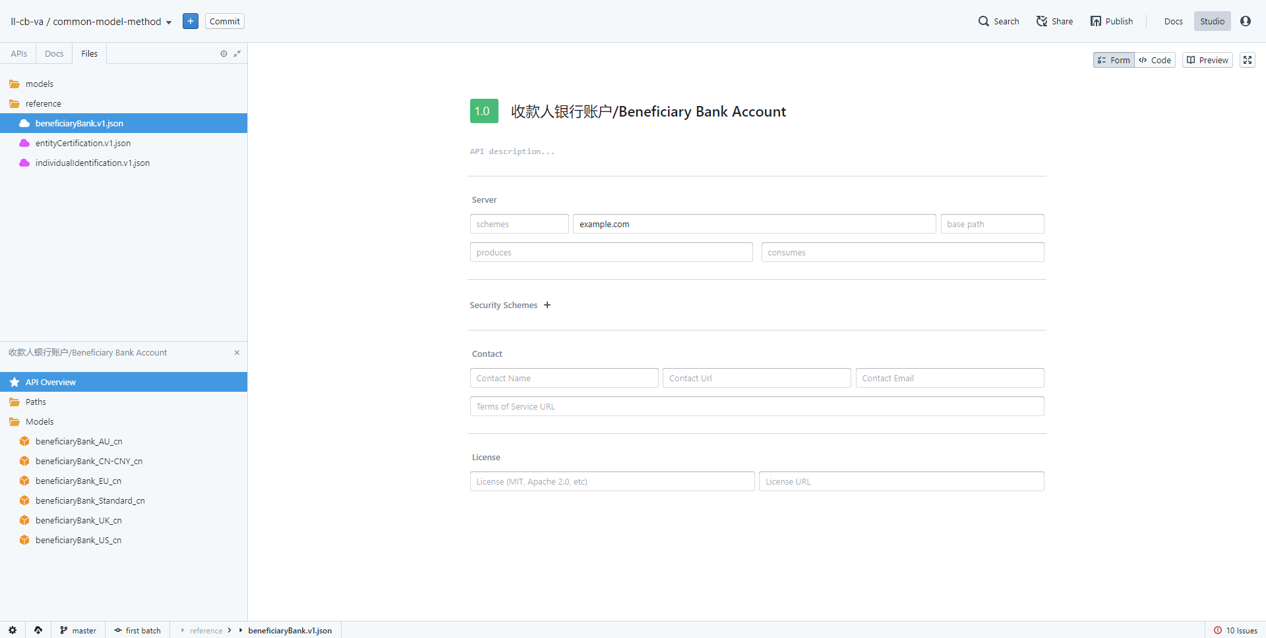 ll-cb-va / common-model-method
Commit
Search
Share
Publish
Docs
Studio
APIs
Docs
Files
Form
Code
Preview
models
reference
beneficiaryBank.v1.json
entityCertification.v1.json
individualIdentification.v1.json
1.0
收款人银行账户/Beneficiary Bank Account
API description...
Server
schemes
example.com
base path
produces
consumes
Security Schemes
Contact
Contact Name
Contact Url
Contact Email
Terms of Service URL
License
License (MIT, Apache 2.0, etc)
License URL
收款人银行账户/Beneficiary Bank Account
API Overview
Paths
Models
beneficiaryBank_AU_cn
beneficiaryBank_CN-CNY_cn
beneficiaryBank_EU_cn
beneficiaryBank_Standard_cn
beneficiaryBank_UK_cn
beneficiaryBank_US_cn
master
first batch
reference
beneficiaryBank.v1.json
10 Issues